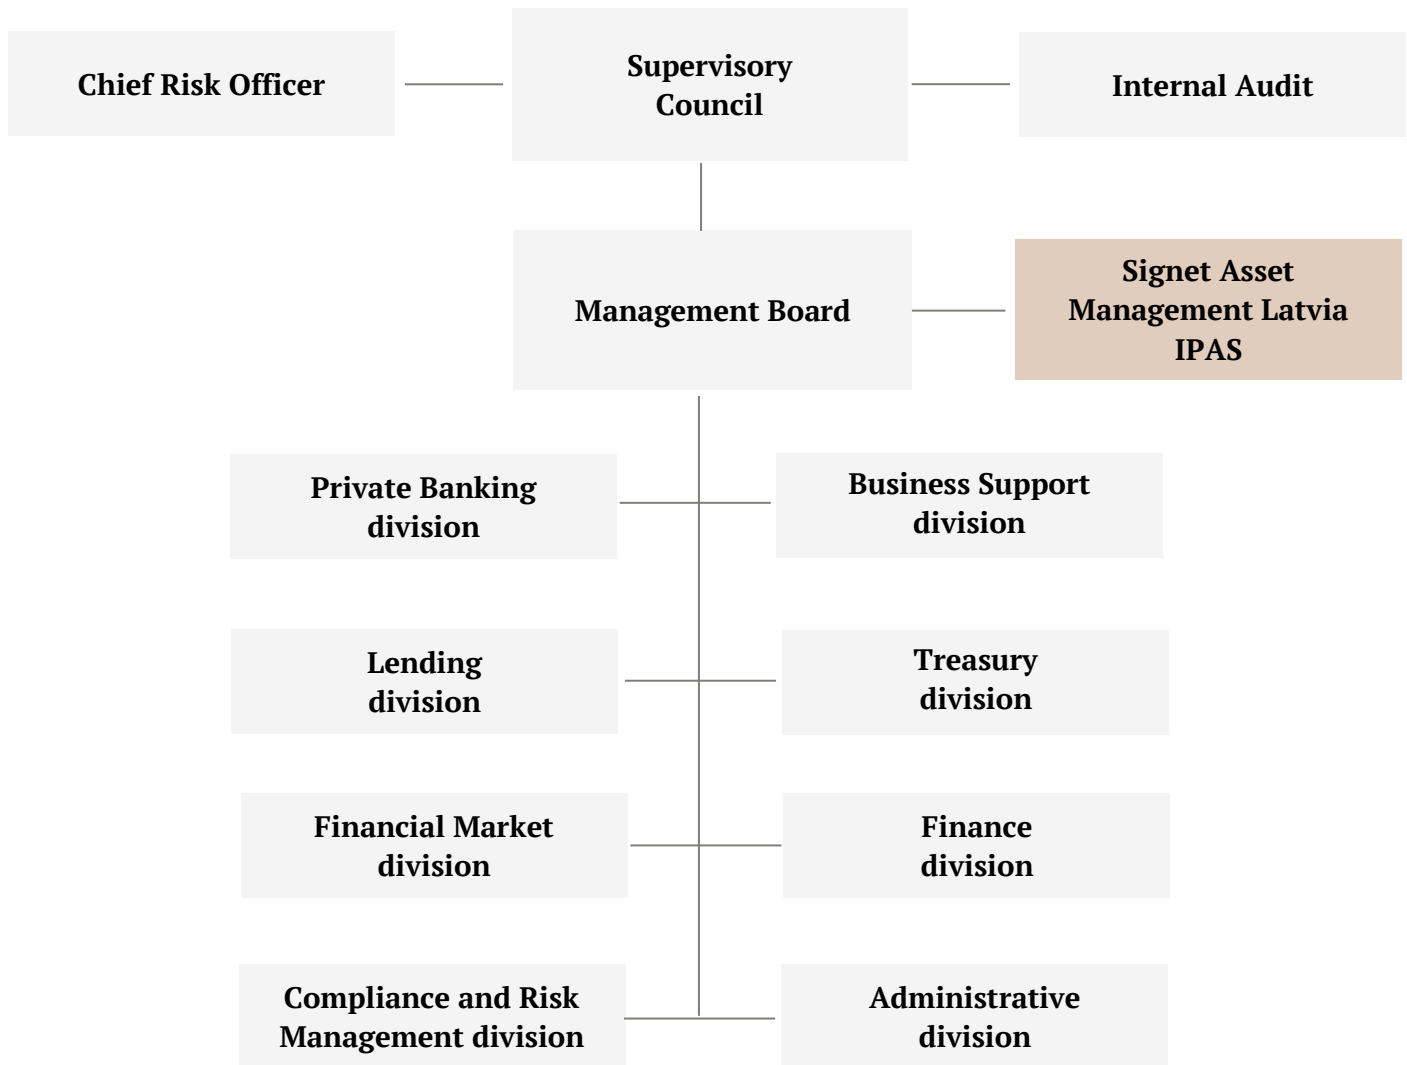 Chief Risk Officer
Supervisory
Council
Internal Audit
Management Board
Signet Asset
Management Latvia
IPAS
Private Banking
division
Business Support
division
Lending
division
Treasury
division
Financial Market
division
Finance
division
Compliance and Risk
Management division
Administrative
division